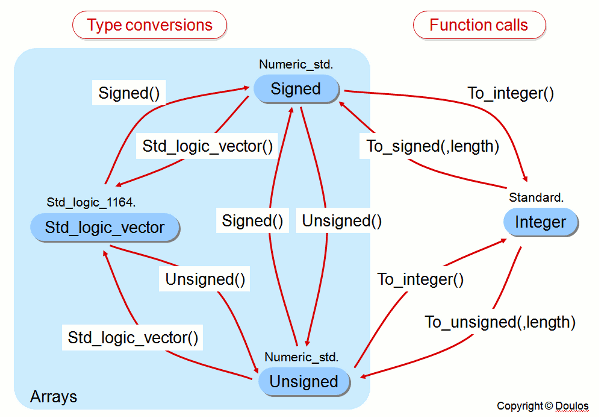 Type conversions
Function calls
Numeric_std.
Signed
Signed()
To_integer()
Std_logic_vector()
To_signed(,length)
Std_logic_1164.
Std_logic_vector
Signed()
Unsigned()
Standard.
Integer
Unsigned()
To_integer()
Std_logic_vector()
To_unsigned(,length)
Numeric_std.
Unsigned
Arrays
Copyright © Doulos